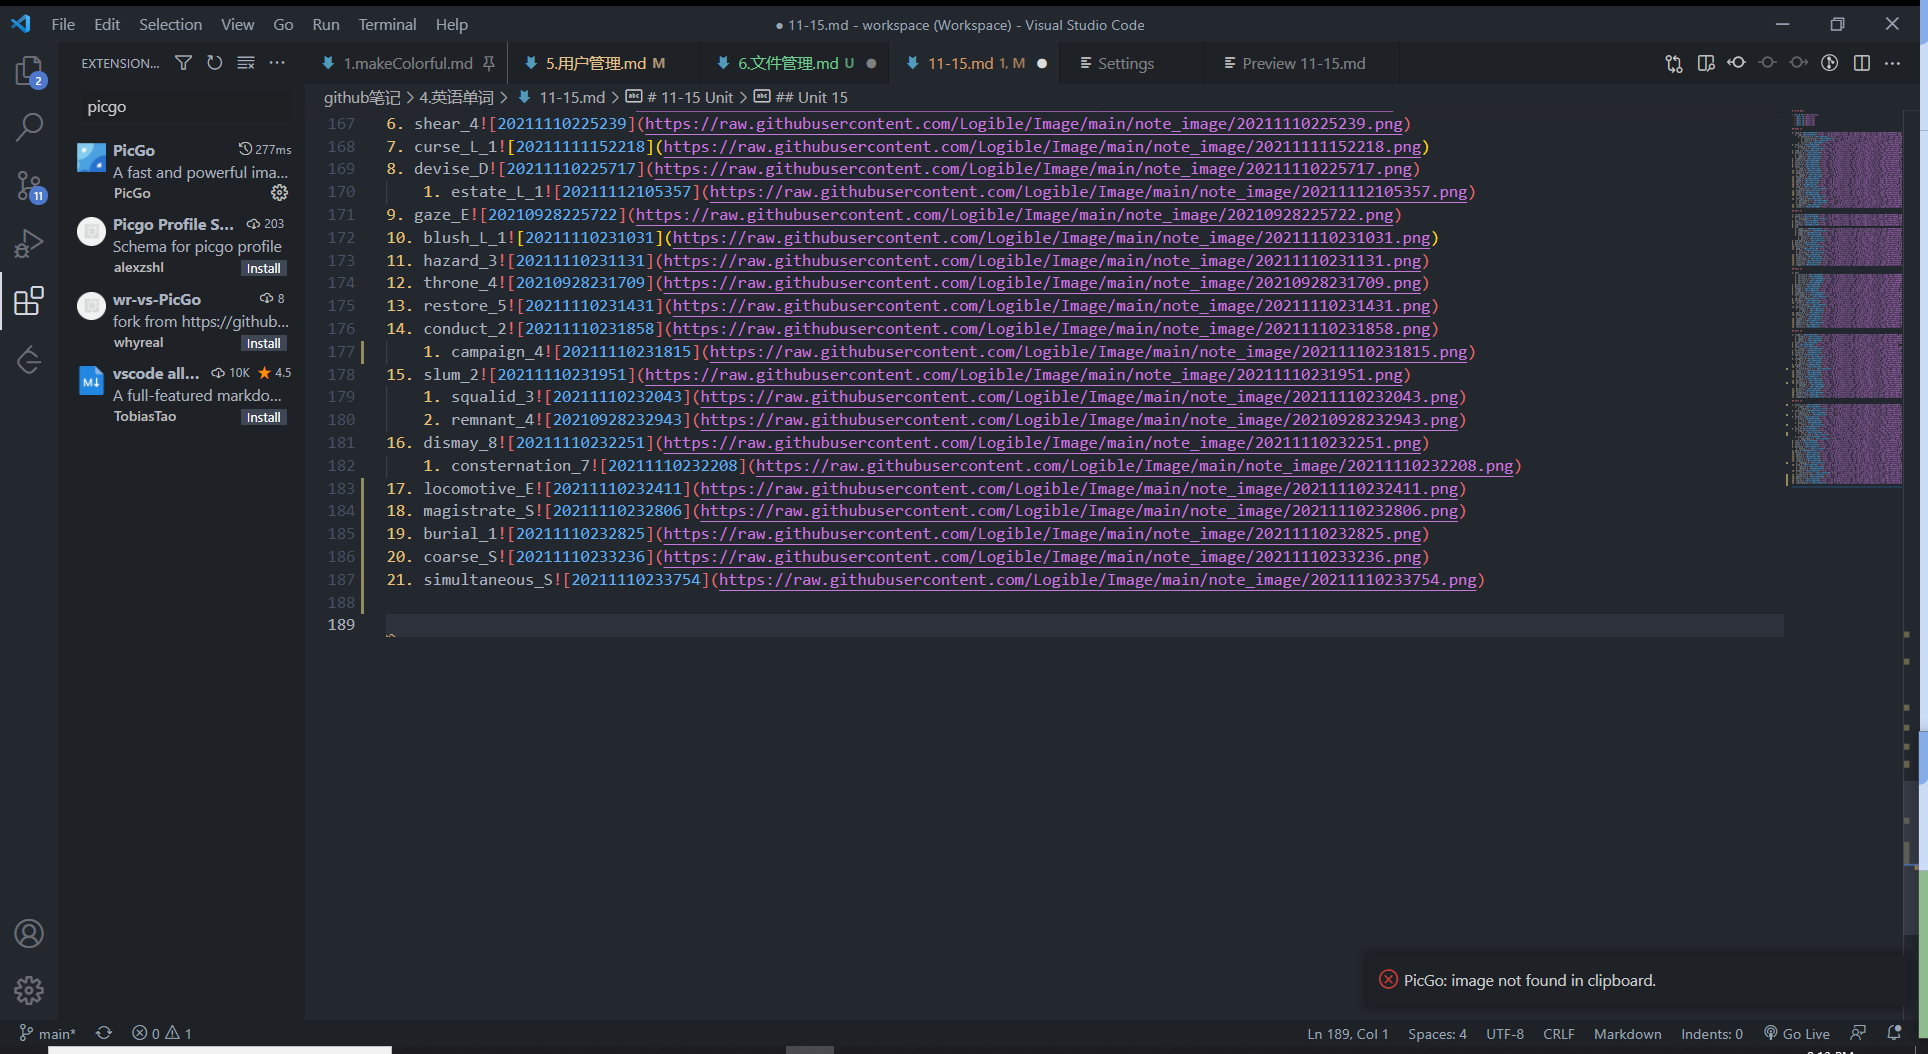 File Edit Selection View Go Run Terminal Help
● 11-15.md - workspace (Workspace) - Visual Studio Code
EXTENSION...
1.makeColorful.md
5.用户管理.md M
6.文件管理.md U
11-15.md 1, M
Settings
Preview 11-15.md
2
11
picgo
PicGo 277ms
A fast and powerful ima...
PicGo
Picgo Profile S... 203
Schema for picgo profile
alexzshl Install
wr-vs-PicGo 8
fork from https://github...
whyreal Install
vscode all... 10K ★ 4.5
A full-featured markdo...
TobiasTao Install
github笔记 > 4.英语单词 > 11-15.md > # 11-15 Unit > ## Unit 15
167 6. shear_4![20211110225239](https://raw.githubusercontent.com/Logible/Image/main/note_image/20211110225239.png)
168 7. curse_L_1![20211111152218](https://raw.githubusercontent.com/Logible/Image/main/note_image/20211111152218.png)
169 8. devise_D![20211110225717](https://raw.githubusercontent.com/Logible/Image/main/note_image/20211110225717.png)
170 1. estate_L_1![20211112105357](https://raw.githubusercontent.com/Logible/Image/main/note_image/20211112105357.png)
171 9. gaze_E![20210928225722](https://raw.githubusercontent.com/Logible/Image/main/note_image/20210928225722.png)
172 10. blush_L_1![20211110231031](https://raw.githubusercontent.com/Logible/Image/main/note_image/20211110231031.png)
173 11. hazard_3![20211110231131](https://raw.githubusercontent.com/Logible/Image/main/note_image/20211110231131.png)
174 12. throne_4![20210928231709](https://raw.githubusercontent.com/Logible/Image/main/note_image/20210928231709.png)
175 13. restore_5![20211110231431](https://raw.githubusercontent.com/Logible/Image/main/note_image/20211110231431.png)
176 14. conduct_2![20211110231858](https://raw.githubusercontent.com/Logible/Image/main/note_image/20211110231858.png)
177 1. campaign_4![20211110231815](https://raw.githubusercontent.com/Logible/Image/main/note_image/20211110231815.png)
178 15. slum_2![20211110231951](https://raw.githubusercontent.com/Logible/Image/main/note_image/20211110231951.png)
179 1. squalid_3![20211110232043](https://raw.githubusercontent.com/Logible/Image/main/note_image/20211110232043.png)
180 2. remnant_4![20210928232943](https://raw.githubusercontent.com/Logible/Image/main/note_image/20210928232943.png)
181 16. dismay_8![20211110232251](https://raw.githubusercontent.com/Logible/Image/main/note_image/20211110232251.png)
182 1. consternation_7![20211110232208](https://raw.githubusercontent.com/Logible/Image/main/note_image/20211110232208.png)
183 17. locomotive_E![20211110232411](https://raw.githubusercontent.com/Logible/Image/main/note_image/20211110232411.png)
184 18. magistrate_S![20211110232806](https://raw.githubusercontent.com/Logible/Image/main/note_image/20211110232806.png)
185 19. burial_1![20211110232825](https://raw.githubusercontent.com/Logible/Image/main/note_image/20211110232825.png)
186 20. coarse_S![20211110233236](https://raw.githubusercontent.com/Logible/Image/main/note_image/20211110233236.png)
187 21. simultaneous_S![20211110233754](https://raw.githubusercontent.com/Logible/Image/main/note_image/20211110233754.png)
188
189
PicGo: image not found in clipboard.
main* 0 1
Ln 189, Col 1 Spaces: 4 UTF-8 CRLF Markdown Indents: 0 Go Live